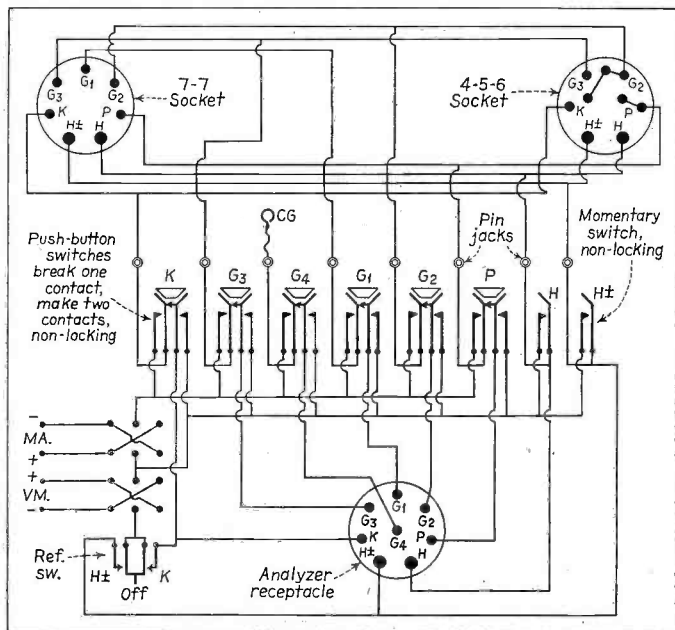 G3
G1
G2
K
P
H±
H
7-7
Socket
4-5-6
Socket
G3
G2
K
P
H±
H
CG
Pin
jacks
Momentary
switch,
non-locking
Push-button
switches
break one
contact,
make two
contacts,
non-locking
K
G3
G4
G1
G2
P
H
H±
-
MA.
+
+
VM.
-
Ref.
sw.
H±
K
Off
G1
G3
G2
K
G4
P
H±
H
Analyzer
receptacle